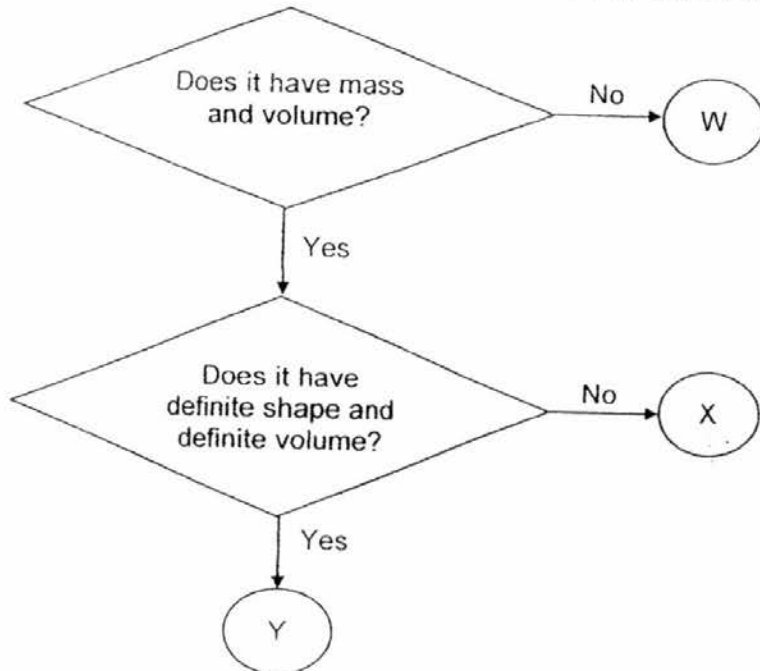 Does it have mass
and volume?
No
W
Yes
Does it have
definite shape and
definite volume?
No
X
Yes
Y